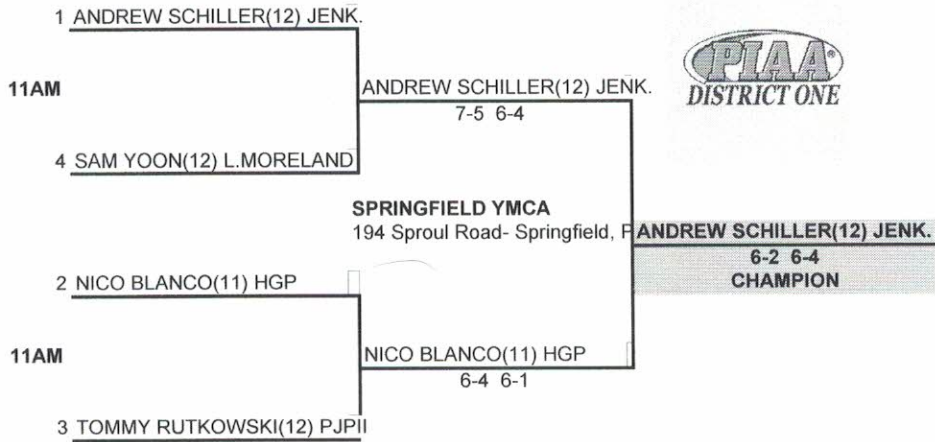 1 ANDREW SCHILLER(12) JENK.
PIAA®
DISTRICT ONE
11AM
ANDREW SCHILLER(12) JENK.
7-5 6-4
4 SAM YOON(12) L.MORELAND
SPRINGFIELD YMCA
194 Sproul Road- Springfield, P
ANDREW SCHILLER(12) JENK.
6-2 6-4
CHAMPION
2 NICO BLANCO(11) HGP
11AM
NICO BLANCO(11) HGP
6-4 6-1
3 TOMMY RUTKOWSKI(12) PJPII